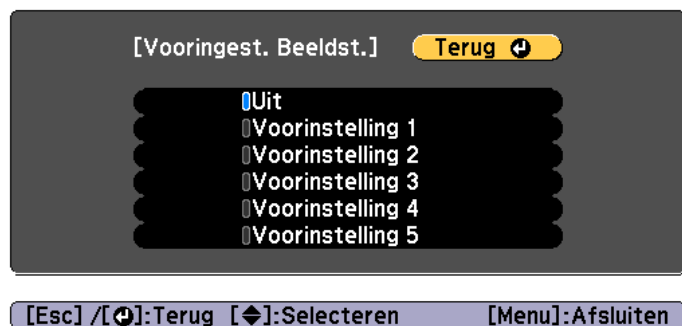 [Vooringest. Beeldst.] Terug
Uit
Voorinstelling 1
Voorinstelling 2
Voorinstelling 3
Voorinstelling 4
Voorinstelling 5
[Esc] /[⏎]:Terug [◆]:Selecteren [Menu]:Afsluiten